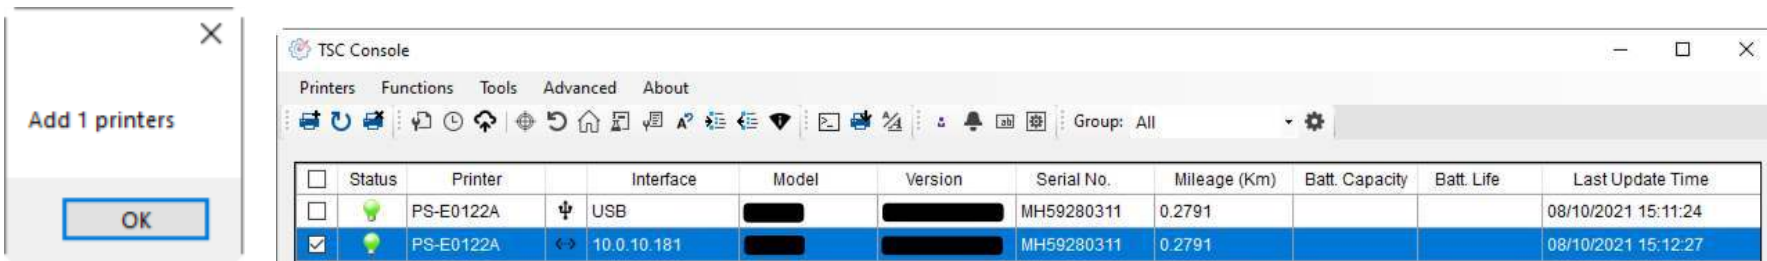 Add 1 printers
OK
TSC Console
Printers Functions Tools Advanced About
Group: All
Status Printer Interface Model Version Serial No. Mileage (Km) Batt. Capacity Batt. Life Last Update Time
PS-E0122A USB MH59280311 0.2791 08/10/2021 15:11:24
PS-E0122A 10.0.10.181 MH59280311 0.2791 08/10/2021 15:12:27